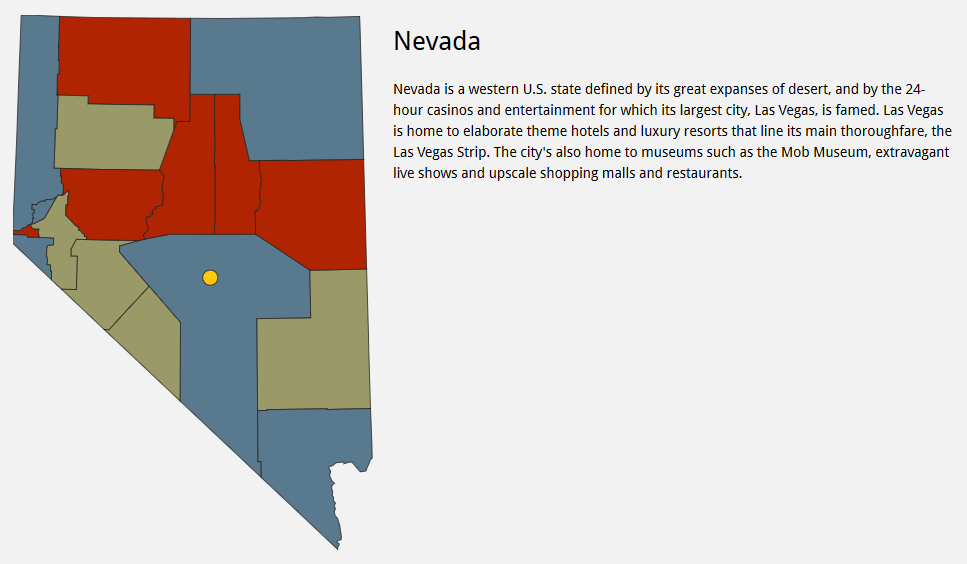 Nevada
Nevada is a western U.S. state defined by its great expanses of desert, and by the 24-
hour casinos and entertainment for which its largest city, Las Vegas, is famed. Las Vegas
is home to elaborate theme hotels and luxury resorts that line its main thoroughfare, the
Las Vegas Strip. The city's also home to museums such as the Mob Museum, extravagant
live shows and upscale shopping malls and restaurants.